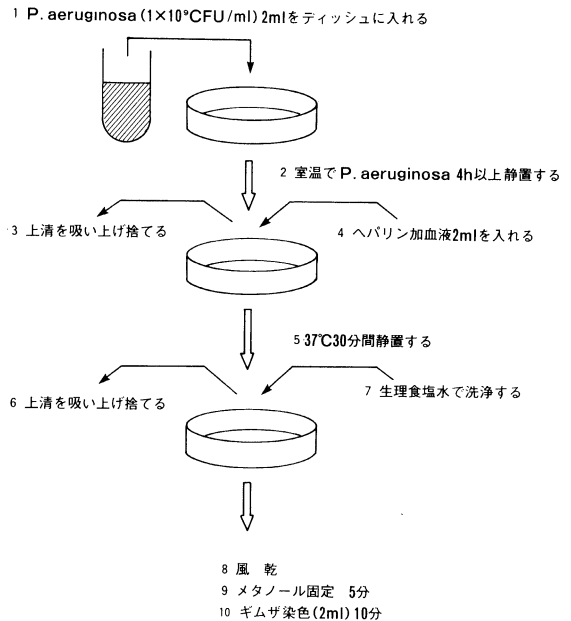 1 P. aeruginosa (1×10⁹CFU/ml) 2mlをディッシュに入れる
2 室温でP. aeruginosa 4h以上静置する
3 上清を吸い上げ捨てる
4 ヘパリン加血液2mlを入れる
5 37℃30分間静置する
6 上清を吸い上げ捨てる
7 生理食塩水で洗浄する
8 風 乾
9 メタノール固定 5分
10 ギムザ染色(2ml)10分